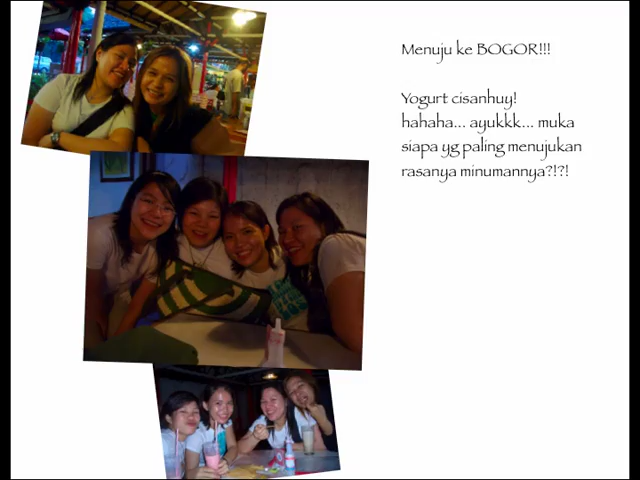 Menuju ke BOGOR!!!
Yogurt cisanhuy!
hahaha... ayukkk... muka
siapa yg paling menujukan
rasanya minumannya?!?!